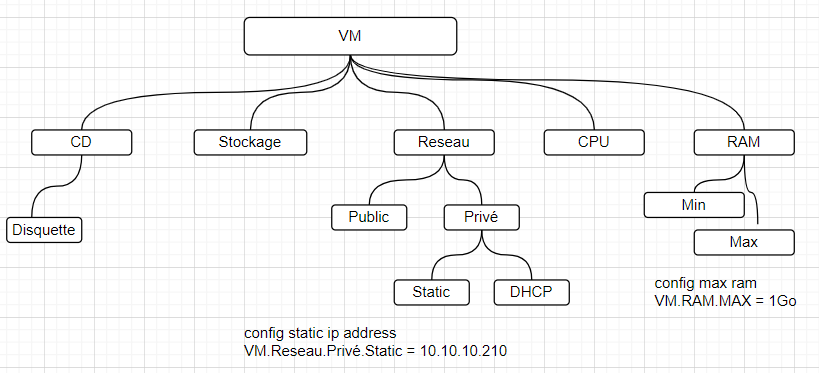 VM
CD
Stockage
Reseau
CPU
RAM
Disquette
Public
Privé
Min
Max
Static
DHCP
config max ram
VM.RAM.MAX = 1Go
config static ip address
VM.Reseau.Privé.Static = 10.10.10.210